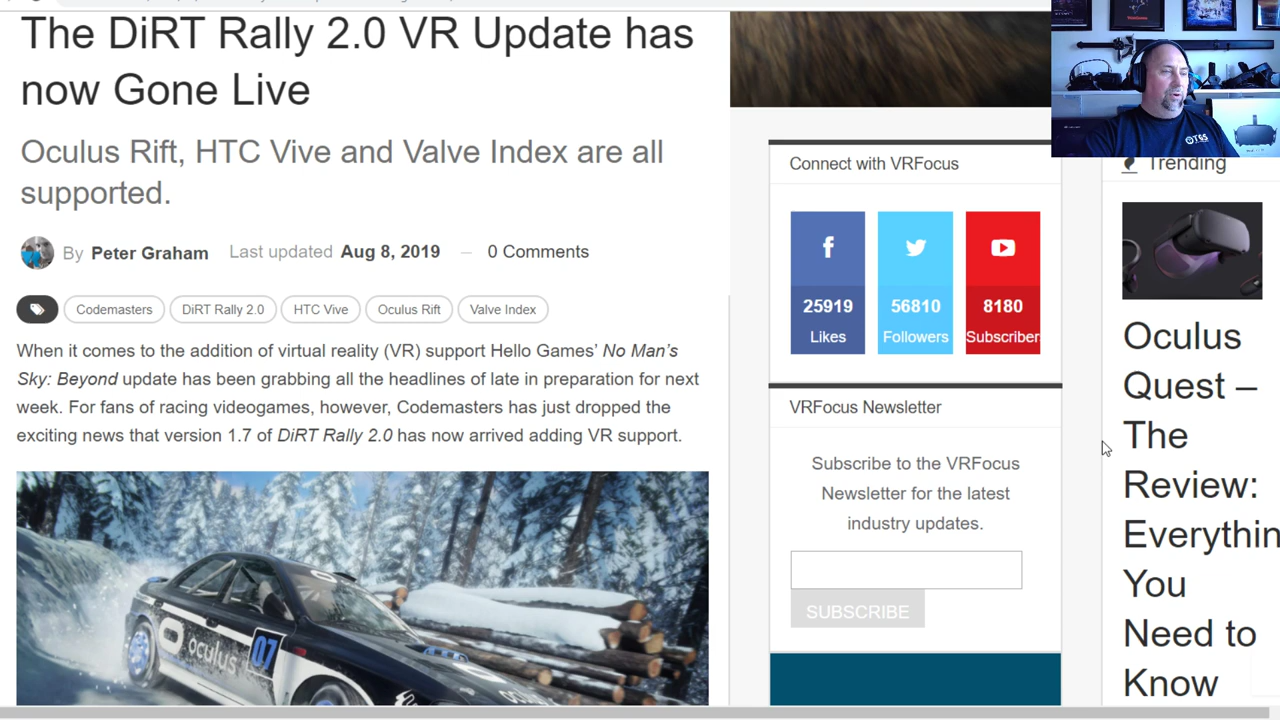 The DiRT Rally 2.0 VR Update has
now Gone Live
Oculus Rift, HTC Vive and Valve Index are all
supported.
By Peter Graham Last updated Aug 8, 2019 — 0 Comments
Codemasters DiRT Rally 2.0 HTC Vive Oculus Rift Valve Index
When it comes to the addition of virtual reality (VR) support Hello Games' No Man's
Sky: Beyond update has been grabbing all the headlines of late in preparation for next
week. For fans of racing videogames, however, Codemasters has just dropped the
exciting news that version 1.7 of DiRT Rally 2.0 has now arrived adding VR support.
oculus 07
Connect with VRFocus
f
25919 56810 8180
Likes Followers Subscriber
VRFocus Newsletter
Subscribe to the VRFocus
Newsletter for the latest
industry updates.
SUBSCRIBE
Trending
Oculus
Quest –
The
Review:
Everythin
You
Need to
Know